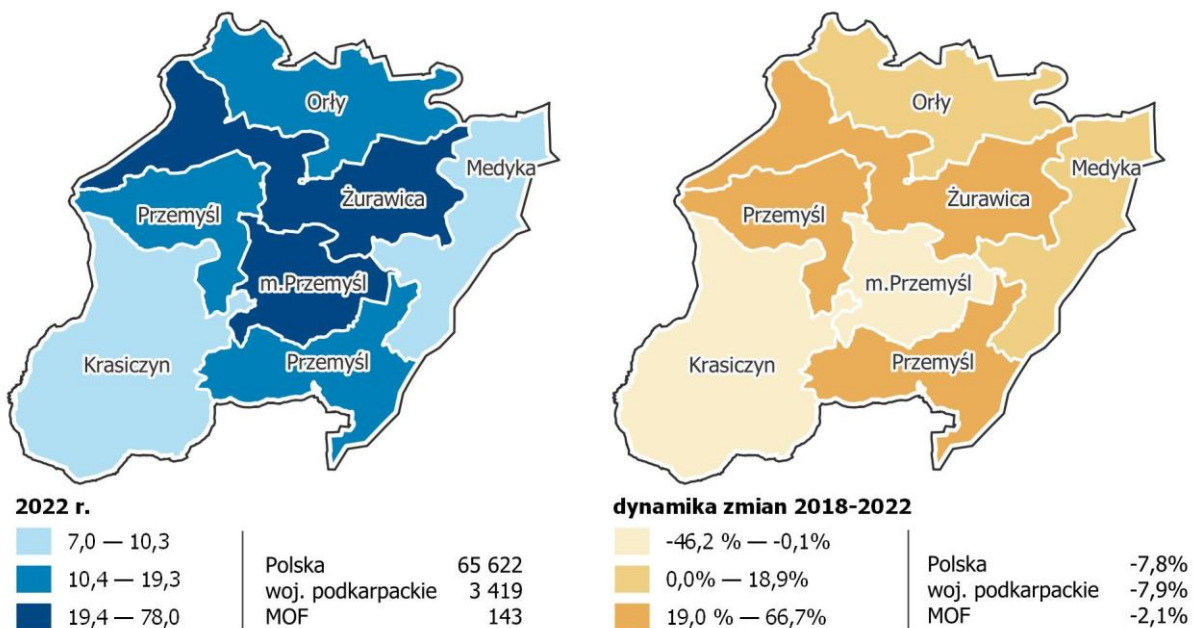 Orły
Medyka
Żurawica
Przemyśl
m.Przemyśl
Krasiczyn
Przemyśl
2022 r.
7,0 — 10,3
10,4 — 19,3
19,4 — 78,0
Polska 65 622
woj. podkarpackie 3 419
MOF 143
Orły
Medyka
Żurawica
Przemyśl
m.Przemyśl
Krasiczyn
Przemyśl
dynamika zmian 2018-2022
-46,2 % — -0,1%
0,0% — 18,9%
19,0 % — 66,7%
Polska -7,8%
woj. podkarpackie -7,9%
MOF -2,1%